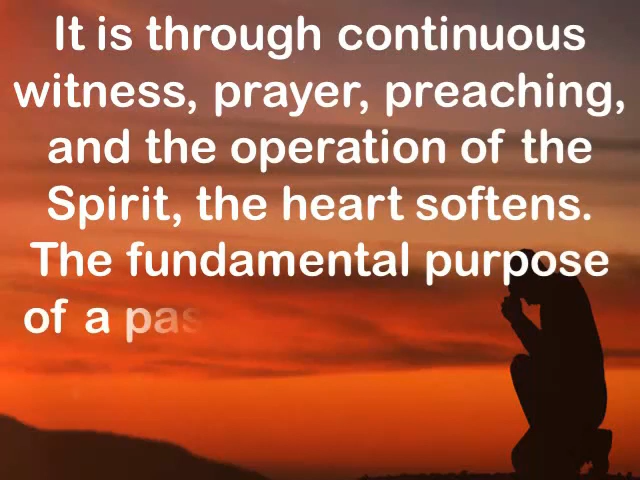 It is through continuous
witness, prayer, preaching,
and the operation of the
Spirit, the heart softens.
The fundamental purpose
of a pas